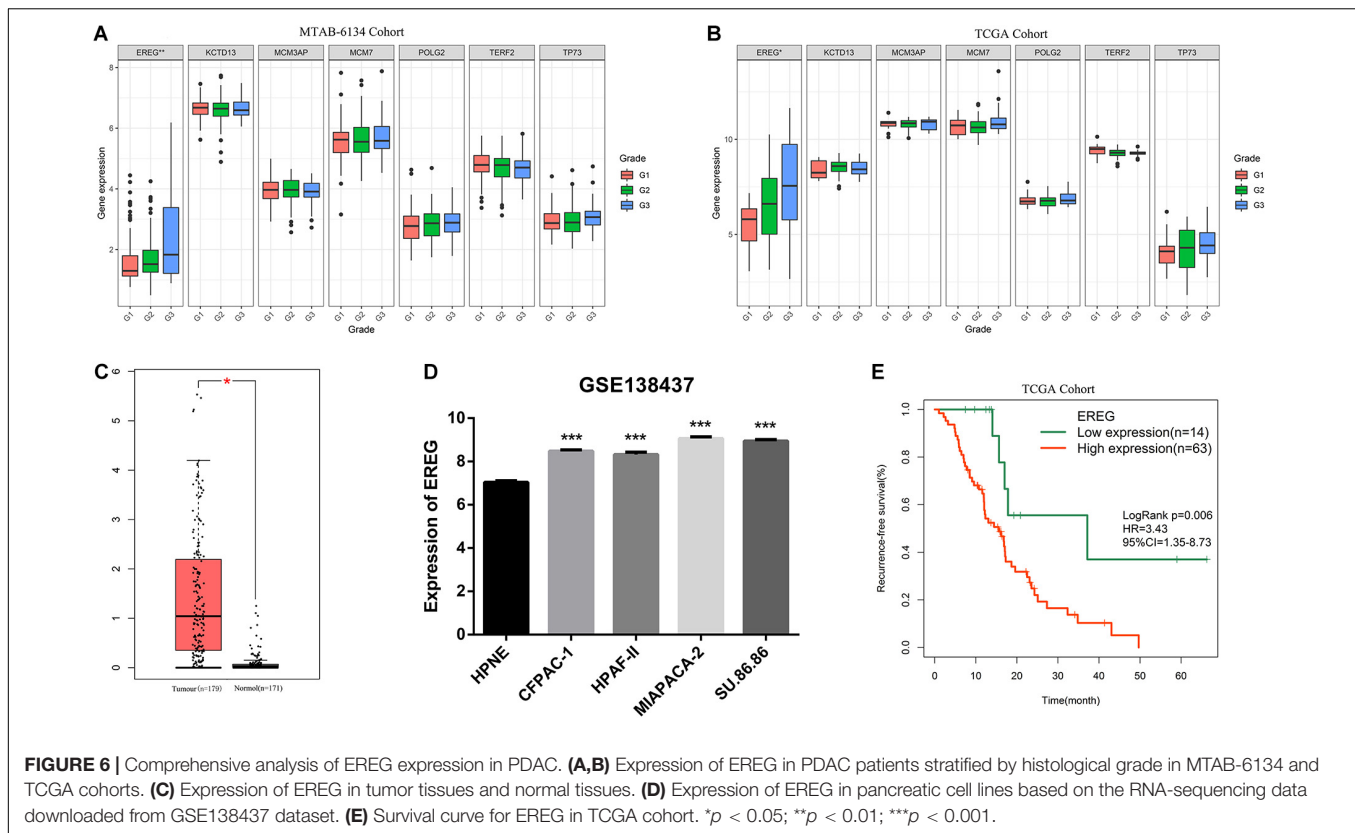 A
MTAB-6134 Cohort
EREG**
KCTD13
MCM3AP
MCM7
POLG2
TERF2
TP73
8
6
4
2
Gene expression
G1
G2
G3
G1
G2
G3
G1
G2
G3
G1
G2
G3
G1
G2
G3
G1
G2
G3
G1
G2
G3
Grade
Grade
G1
G2
G3
B
TCGA Cohort
EREG*
KCTD13
MCM3AP
MCM7
POLG2
TERF2
TP73
10
5
Gene expression
G1
G2
G3
G1
G2
G3
G1
G2
G3
G1
G2
G3
G1
G2
G3
G1
G2
G3
G1
G2
G3
Grade
Grade
G1
G2
G3
C
*
6
5
4
3
2
1
0
Tumour(n=179)
Normol(n=171)
D
GSE138437
10
8
6
4
2
0
Expression of EREG
***
***
***
***
HPNE
CFPAC-1
HPAF-II
MIAPACA-2
SU.86.86
E
TCGA Cohort
EREG
Low expression(n=14)
High expression(n=63)
LogRank p=0.006
HR=3.43
95%CI=1.35-8.73
1.0
0.8
0.6
0.4
0.2
0.0
Recurrence-free survival(%)
0
10
20
30
40
50
60
Time(month)
FIGURE 6 | Comprehensive analysis of EREG expression in PDAC. (A,B) Expression of EREG in PDAC patients stratified by histological grade in MTAB-6134 and
TCGA cohorts. (C) Expression of EREG in tumor tissues and normal tissues. (D) Expression of EREG in pancreatic cell lines based on the RNA-sequencing data
downloaded from GSE138437 dataset. (E) Survival curve for EREG in TCGA cohort. *p < 0.05; **p < 0.01; ***p < 0.001.